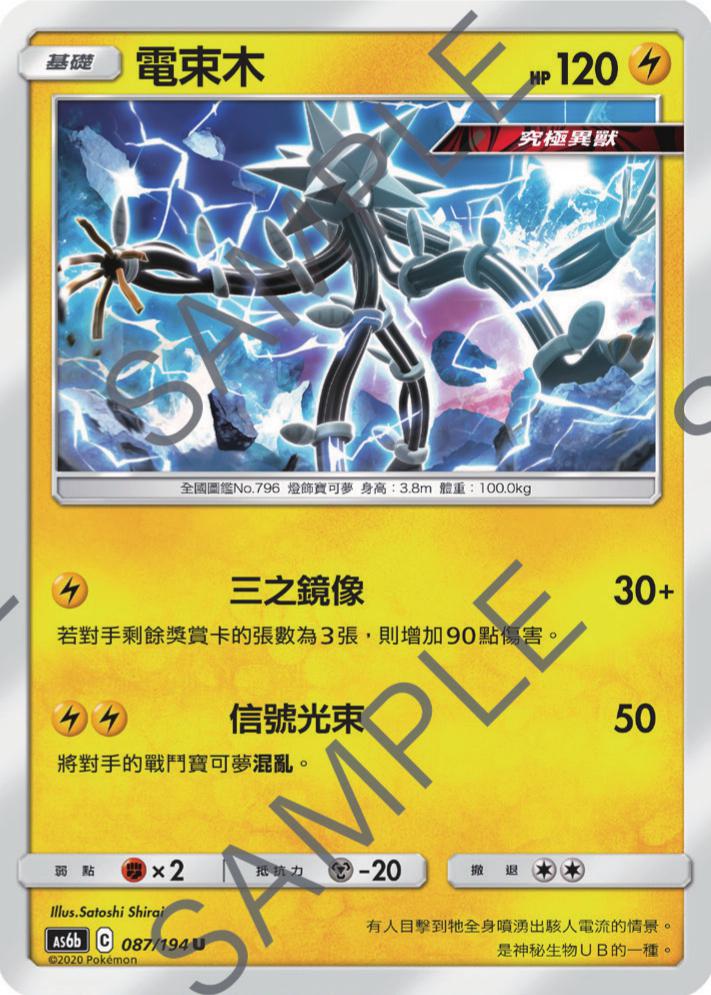 基礎 電束木 HP 120
究極異獸
SAMPLE
全國圖鑑No.796 燈飾寶可夢 身高：3.8m 體重：100.0kg
三之鏡像 30+
若對手剩餘獎賞卡的張數為3張，則增加90點傷害。
信號光束 50
將對手的戰鬥寶可夢混亂。
SAMPLE
弱點 ×2 抵抗力 -20 撤退
Illus.Satoshi Shirai
AS6b C 087/194 U
©2020 Pokémon
有人目擊到牠全身噴湧出駭人電流的情景。
是神秘生物ＵＢ的一種。